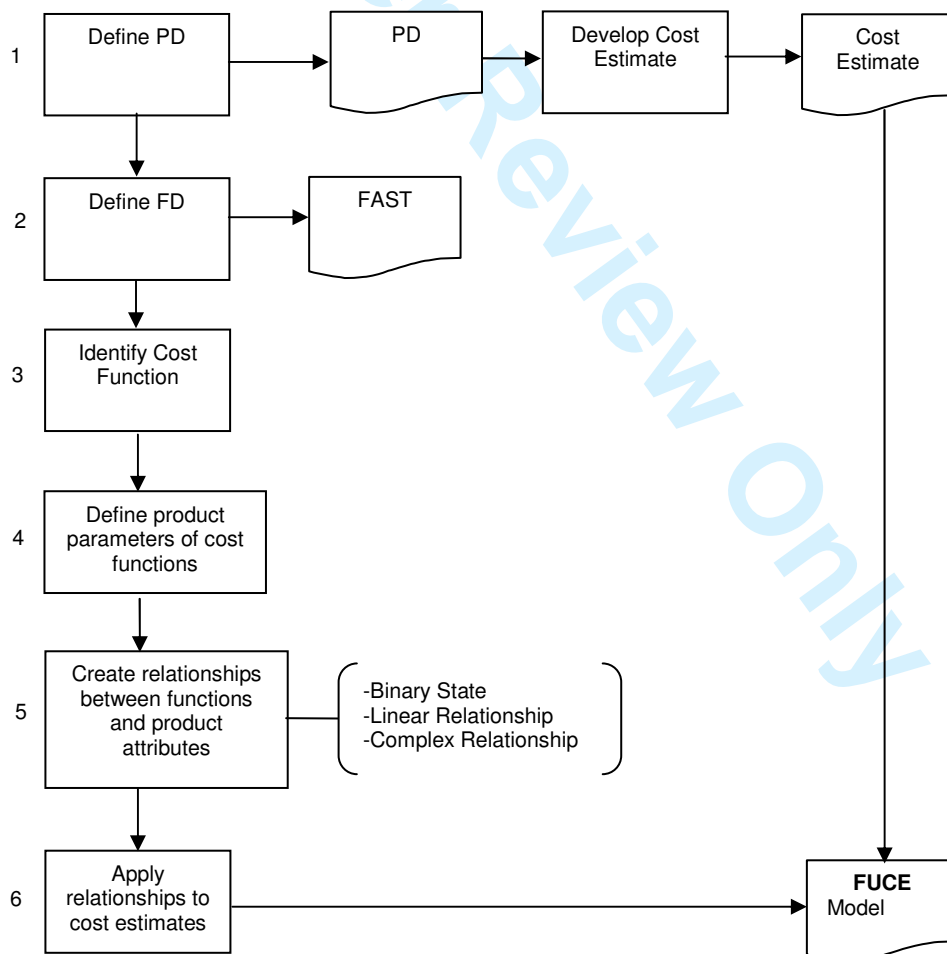 1
Define PD
PD
Develop Cost
Estimate
Cost
Estimate
2
Define FD
FAST
3
Identify Cost
Function
4
Define product
parameters of cost
functions
5
Create relationships
between functions
and product
attributes
-Binary State
-Linear Relationship
-Complex Relationship
6
Apply
relationships to
cost estimates
FUCE
Model
Review Only